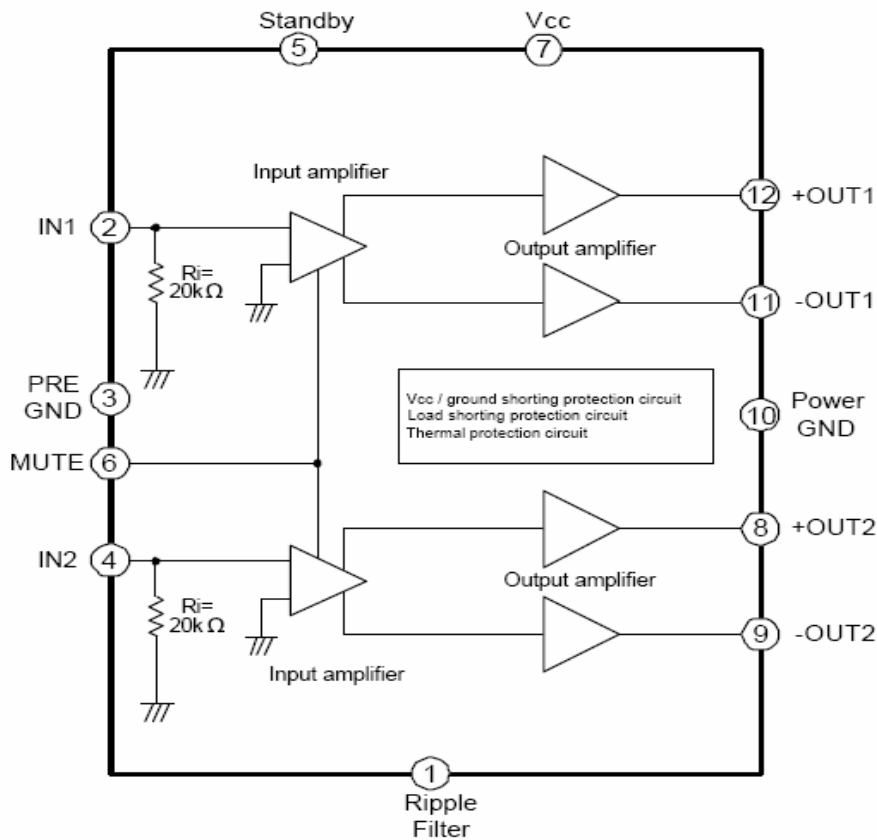 Standby
5
Vcc
7
Input amplifier
IN1
2
Ri=
20kΩ
12
+OUT1
Output amplifier
11
-OUT1
PRE
GND
3
Vcc / ground shorting protection circuit
Load shorting protection circuit
Thermal protection circuit
10
Power
GND
MUTE
6
IN2
4
Ri=
20kΩ
Input amplifier
8
+OUT2
Output amplifier
9
-OUT2
1
Ripple
Filter